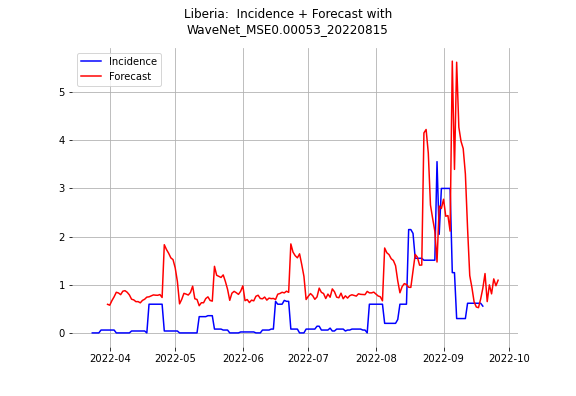 Liberia:  Incidence + Forecast with
WaveNet_MSE0.00053_20220815
Incidence
Forecast
5
4
3
2
1
0
2022-04 2022-05 2022-06 2022-07 2022-08 2022-09 2022-10